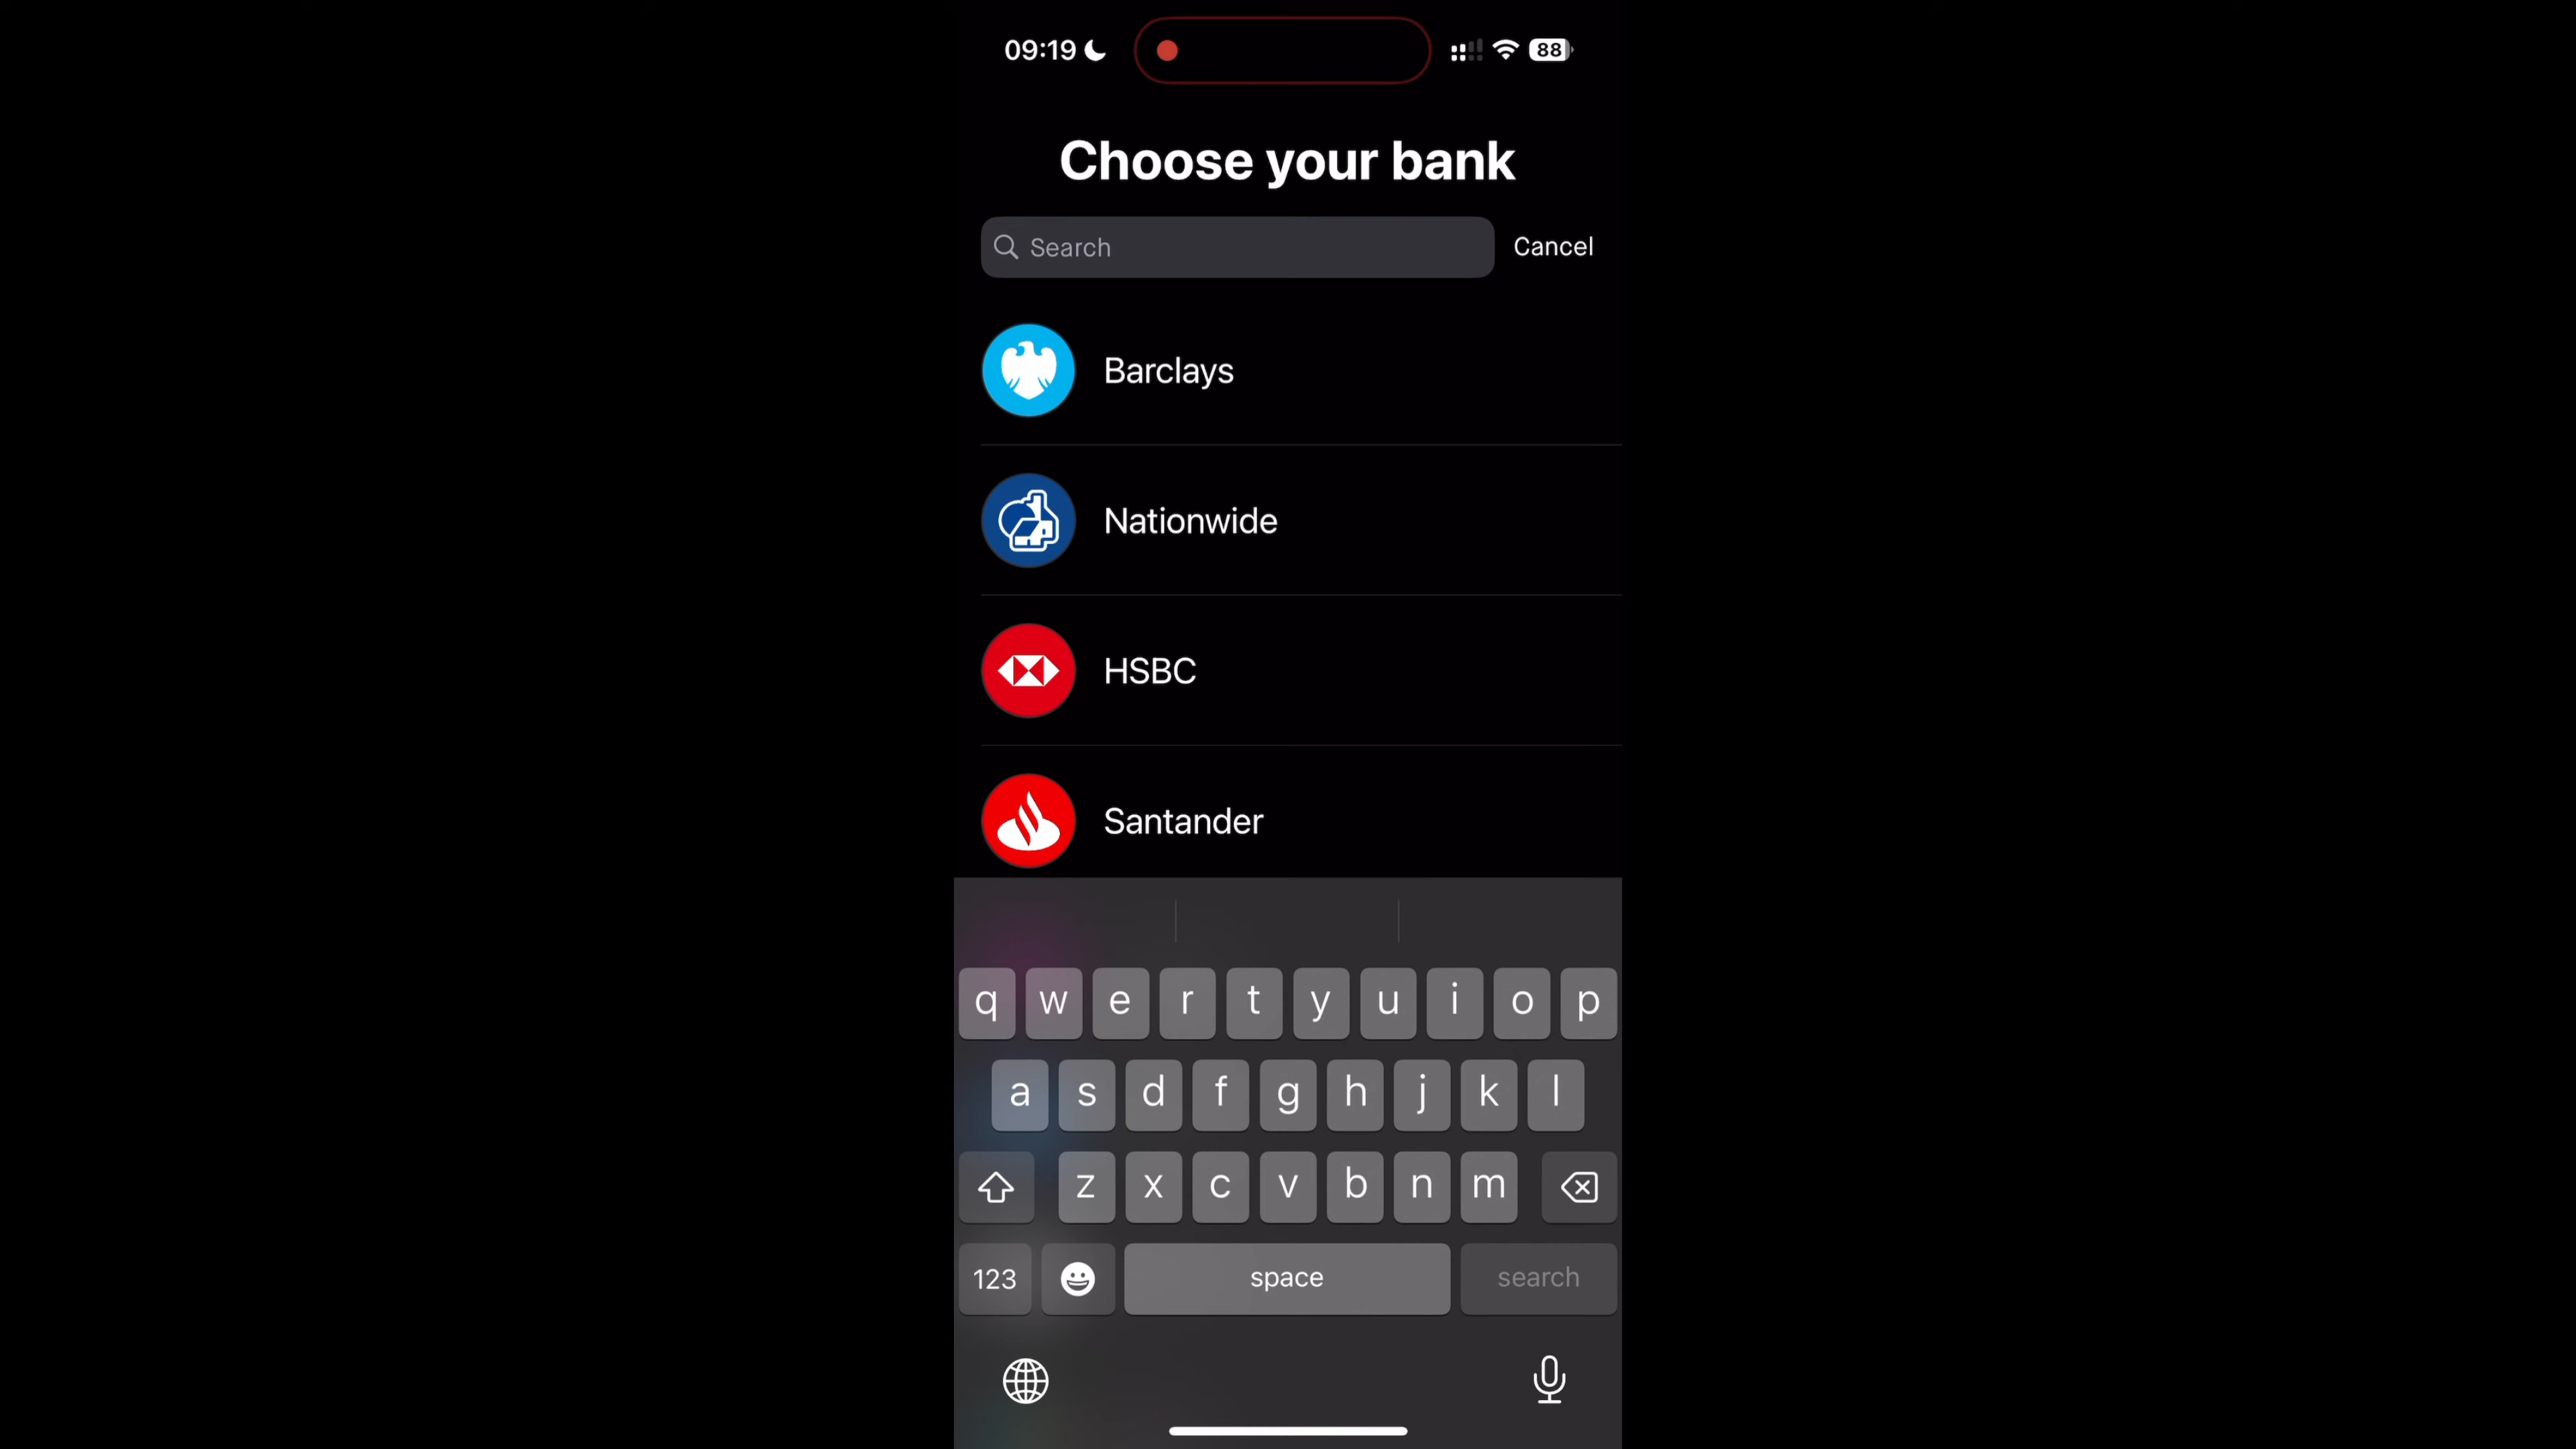 09:19
88
Choose your bank
Search
Cancel
Barclays
Nationwide
HSBC
Santander
q w e r t y u i o p
a s d f g h j k l
z x c v b n m
123
space
search